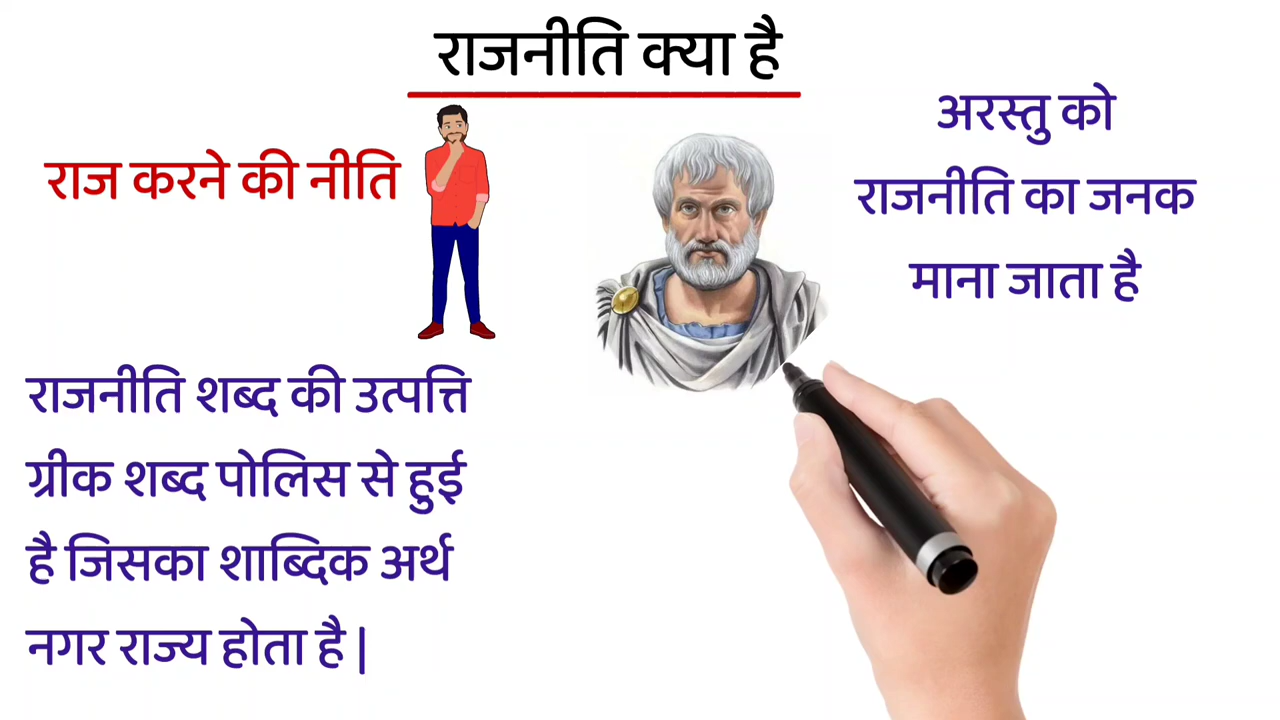 राजनीति क्या है
राज करने की नीति
अरस्तु को
राजनीति का जनक
माना जाता है
राजनीति शब्द की उत्पत्ति
ग्रीक शब्द पोलिस से हुई
है जिसका शाब्दिक अर्थ
नगर राज्य होता है |